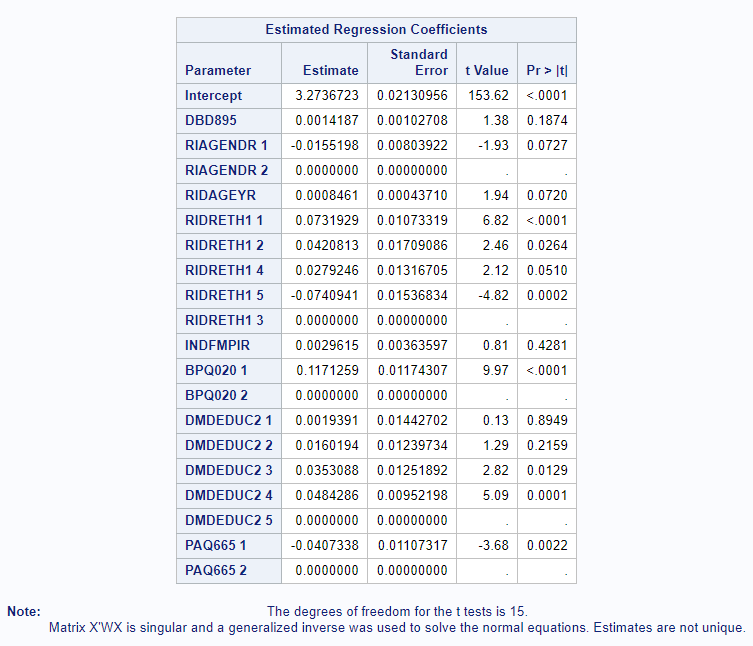 Estimated Regression Coefficients
Parameter Estimate Standard Error t Value Pr > |t|
Intercept 3.2736723 0.02130956 153.62 <.0001
DBD895 0.0014187 0.00102708 1.38 0.1874
RIAGENDR 1 -0.0155198 0.00803922 -1.93 0.0727
RIAGENDR 2 0.0000000 0.00000000 . .
RIDAGEYR 0.0008461 0.00043710 1.94 0.0720
RIDRETH1 1 0.0731929 0.01073319 6.82 <.0001
RIDRETH1 2 0.0420813 0.01709086 2.46 0.0264
RIDRETH1 4 0.0279246 0.01316705 2.12 0.0510
RIDRETH1 5 -0.0740941 0.01536834 -4.82 0.0002
RIDRETH1 3 0.0000000 0.00000000 . .
INDFMPIR 0.0029615 0.00363597 0.81 0.4281
BPQ020 1 0.1171259 0.01174307 9.97 <.0001
BPQ020 2 0.0000000 0.00000000 . .
DMDEDUC2 1 0.0019391 0.01442702 0.13 0.8949
DMDEDUC2 2 0.0160194 0.01239734 1.29 0.2159
DMDEDUC2 3 0.0353088 0.01251892 2.82 0.0129
DMDEDUC2 4 0.0484286 0.00952198 5.09 0.0001
DMDEDUC2 5 0.0000000 0.00000000 . .
PAQ665 1 -0.0407338 0.01107317 -3.68 0.0022
PAQ665 2 0.0000000 0.00000000 . .
Note: The degrees of freedom for the t tests is 15.
Matrix X'WX is singular and a generalized inverse was used to solve the normal equations. Estimates are not unique.